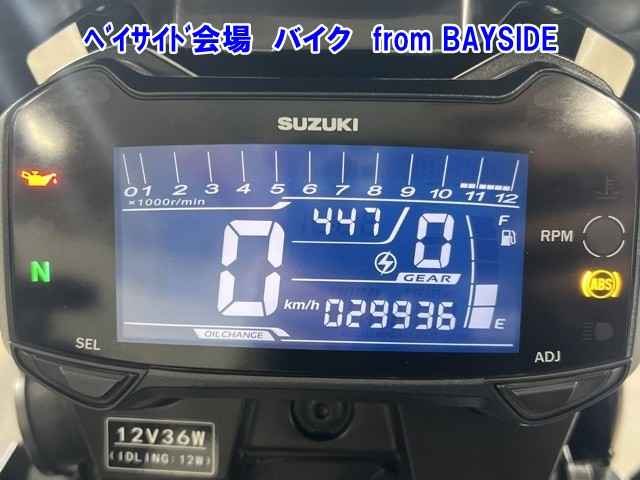 ﾍﾞｲｻｲﾄﾞ会場 バイク from BAYSIDE
SUZUKI
0 1 2 3 4 5 6 7 8 9 10 11 12
×1000r/min
447/0
F
RPM
N
0
GEAR
ABS
km/h
029936
E
OIL CHANGE
SEL
ADJ
12V36W
(IDLING:12W)